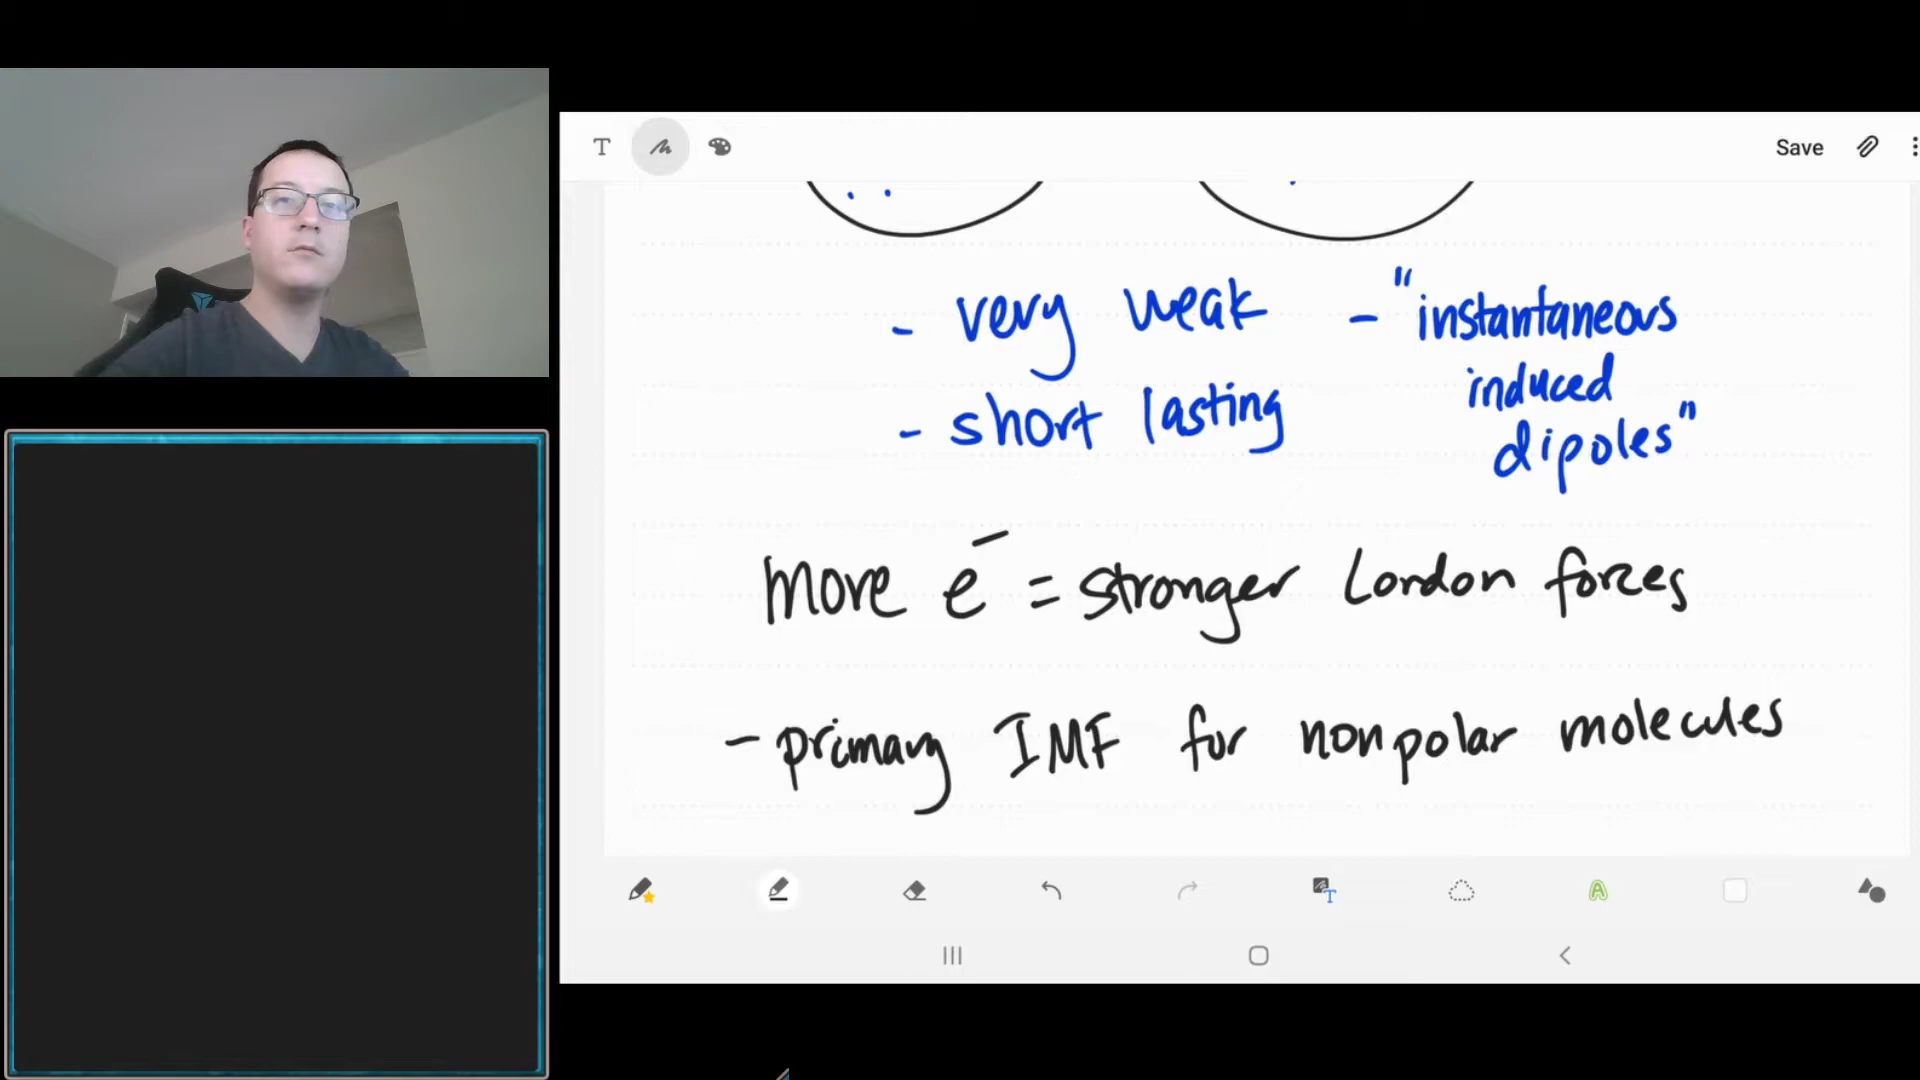 Save
- very weak
- "instantaneous
induced
dipoles"
- short lasting
More e⁻ = stronger London forces
- primary IMF for nonpolar molecules